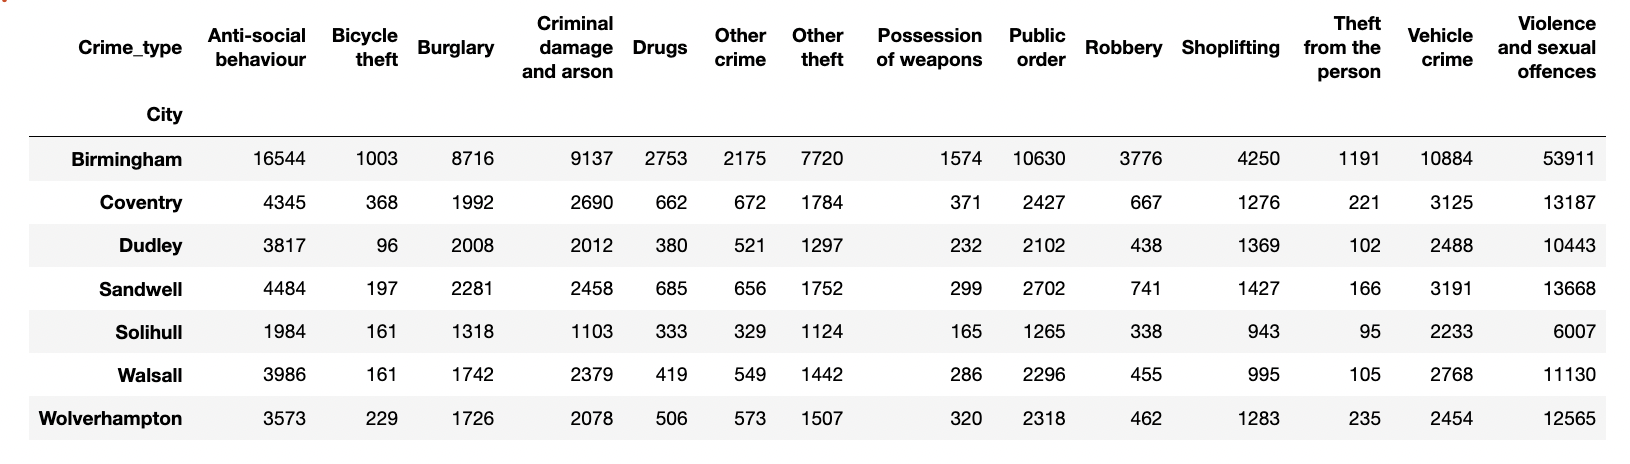 Crime_type Anti-social behaviour Bicycle theft Burglary Criminal damage and arson Drugs Other crime Other theft Possession of weapons Public order Robbery Shoplifting Theft from the person Vehicle crime Violence and sexual offences
City
Birmingham 16544 1003 8716 9137 2753 2175 7720 1574 10630 3776 4250 1191 10884 53911
Coventry 4345 368 1992 2690 662 672 1784 371 2427 667 1276 221 3125 13187
Dudley 3817 96 2008 2012 380 521 1297 232 2102 438 1369 102 2488 10443
Sandwell 4484 197 2281 2458 685 656 1752 299 2702 741 1427 166 3191 13668
Solihull 1984 161 1318 1103 333 329 1124 165 1265 338 943 95 2233 6007
Walsall 3986 161 1742 2379 419 549 1442 286 2296 455 995 105 2768 11130
Wolverhampton 3573 229 1726 2078 506 573 1507 320 2318 462 1283 235 2454 12565